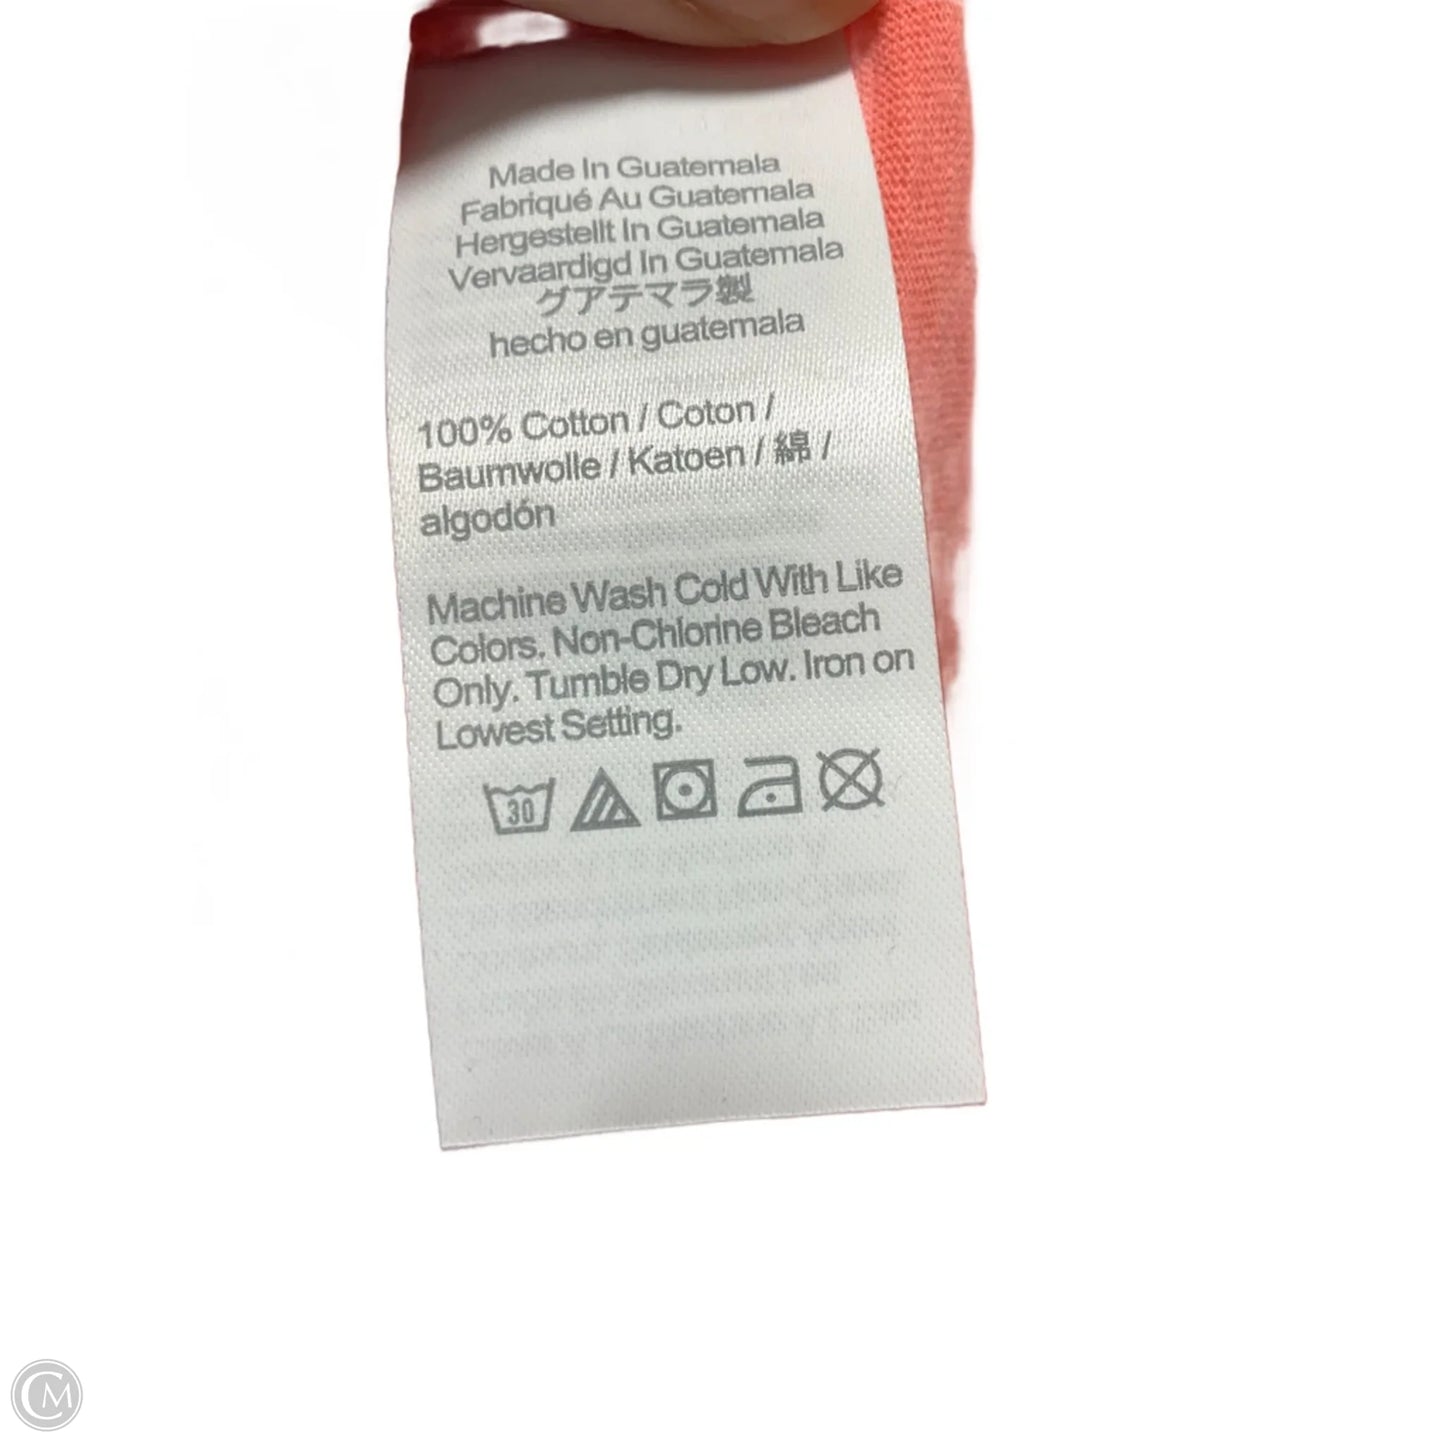 Made In Guatemala
Fabriqué Au Guatemala
Hergestellt In Guatemala
Vervaardigd In Guatemala
グアテマラ製
hecho en guatemala
100% Cotton / Coton /
Baumwolle / Katoen / 綿 /
algodón
Machine Wash Cold With Like
Colors. Non-Chlorine Bleach
Only. Tumble Dry Low. Iron on
Lowest Setting.
30
CM